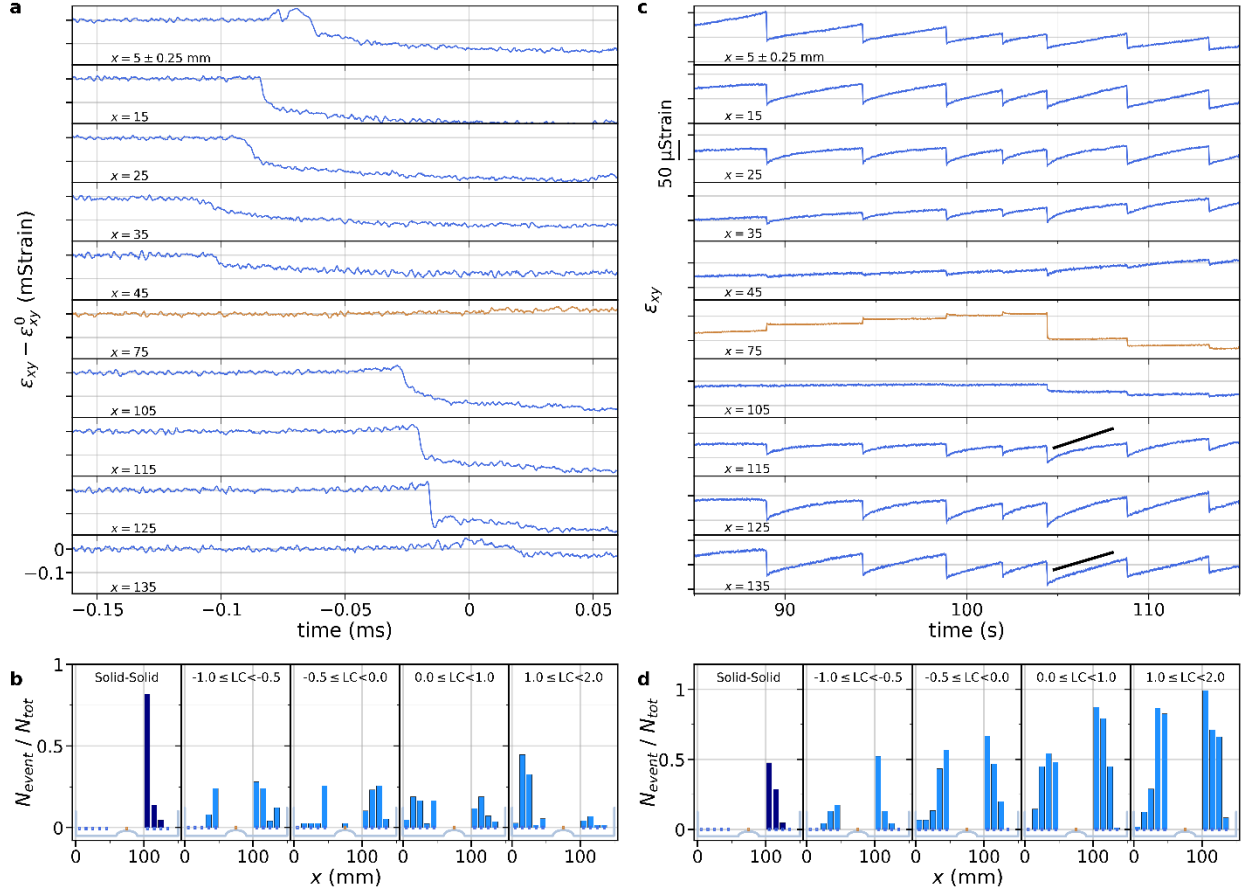 a
ε_xy − ε⁰_xy (mStrain)
x = 5 ± 0.25 mm
x = 15
x = 25
x = 35
x = 45
x = 75
x = 105
x = 115
x = 125
0
−0.1
x = 135
−0.15
−0.1
−0.05
0
0.05
time (ms)
c
50 μStrain
ε_xy
x = 5 ± 0.25 mm
x = 15
x = 25
x = 35
x = 45
x = 75
x = 105
x = 115
x = 125
x = 135
90
100
110
time (s)
b
N_event / N_tot
1
0.5
0
Solid-Solid
-1.0 ≤ LC<-0.5
-0.5 ≤ LC<0.0
0.0 ≤ LC<1.0
1.0 ≤ LC<2.0
0
100
0
100
0
100
0
100
0
100
x (mm)
d
N_event / N_tot
1
0.5
0
Solid-Solid
-1.0 ≤ LC<-0.5
-0.5 ≤ LC<0.0
0.0 ≤ LC<1.0
1.0 ≤ LC<2.0
0
100
0
100
0
100
0
100
0
100
x (mm)